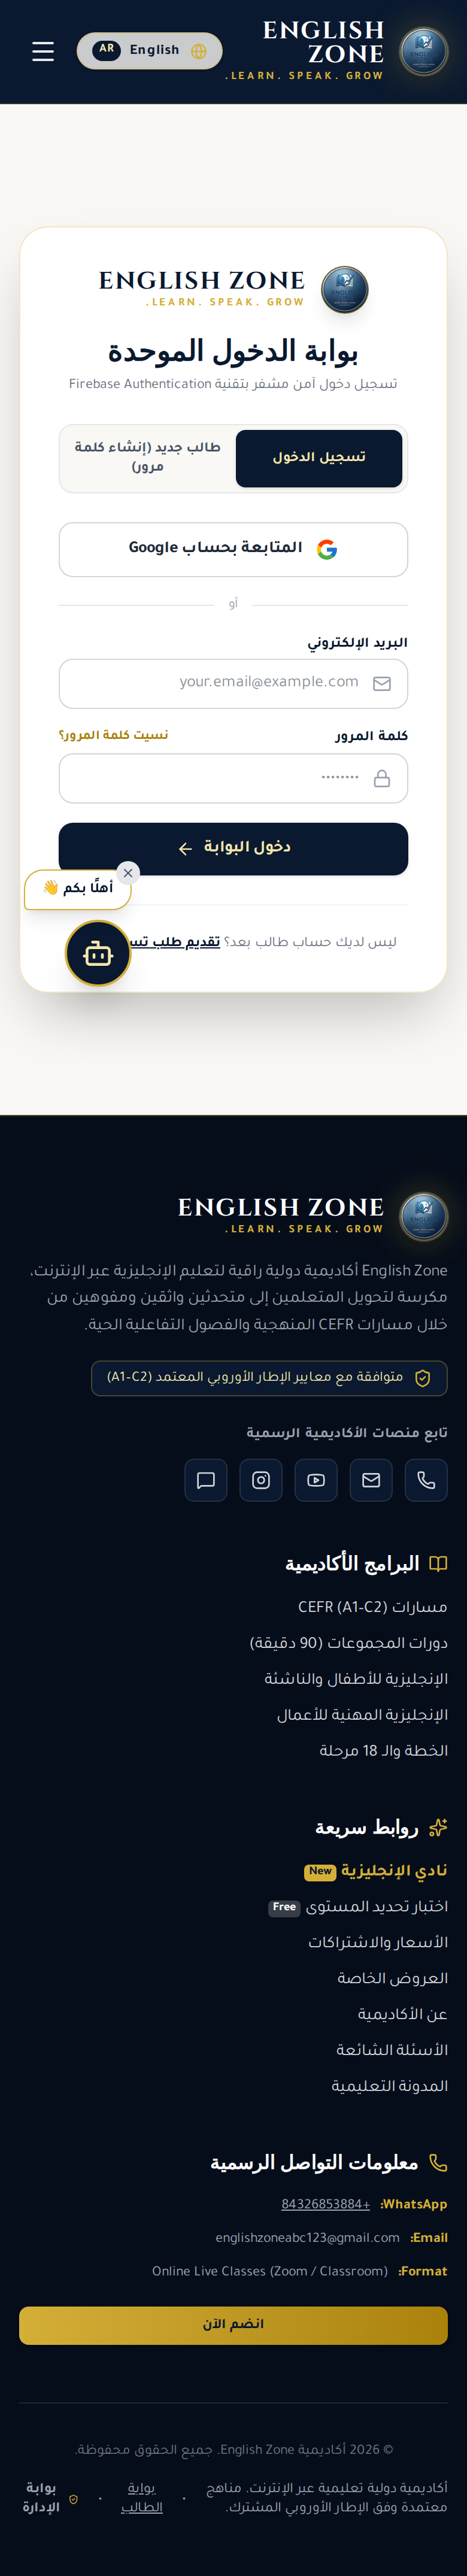 ENGLISH
ZONE
.LEARN. SPEAK. GROW
English AR
ENGLISH ZONE
.LEARN. SPEAK. GROW
بوابة الدخول الموحدة
تسجيل دخول آمن مشفر بتقنية Firebase Authentication
تسجيل الدخول
طالب جديد (إنشاء كلمة
مرور)
المتابعة بحساب Google
أو
البريد الإلكتروني
your.email@example.com
كلمة المرور
نسيت كلمة المرور؟
••••••••
دخول البوابة
أهلًا بكم 👋
ليس لديك حساب طالب بعد؟ تقديم طلب
ENGLISH ZONE
.LEARN. SPEAK. GROW
English Zone أكاديمية دولية راقية لتعليم الإنجليزية عبر الإنترنت،
مكرسة لتحويل المتعلمين إلى متحدثين واثقين ومفوهين من
خلال مسارات CEFR المنهجية والفصول التفاعلية الحية.
متوافقة مع معايير الإطار الأوروبي المعتمد (A1-C2)
تابع منصات الأكاديمية الرسمية
البرامج الأكاديمية
مسارات CEFR (A1-C2)
دورات المجموعات (90 دقيقة)
الإنجليزية للأطفال والناشئة
الإنجليزية المهنية للأعمال
الخطة والـ 18 مرحلة
روابط سريعة
نادي الإنجليزية New
اختبار تحديد المستوى Free
الأسعار والاشتراكات
العروض الخاصة
عن الأكاديمية
الأسئلة الشائعة
المدونة التعليمية
معلومات التواصل الرسمية
WhatsApp: +84326853884
Email: englishzoneabc123@gmail.com
Format: Online Live Classes (Zoom / Classroom)
انضم الآن
© 2026 أكاديمية English Zone. جميع الحقوق محفوظة.
أكاديمية دولية تعليمية عبر الإنترنت. مناهج
معتمدة وفق الإطار الأوروبي المشترك.
•
بوابة
الطالب
•
بوابة
الإدارة